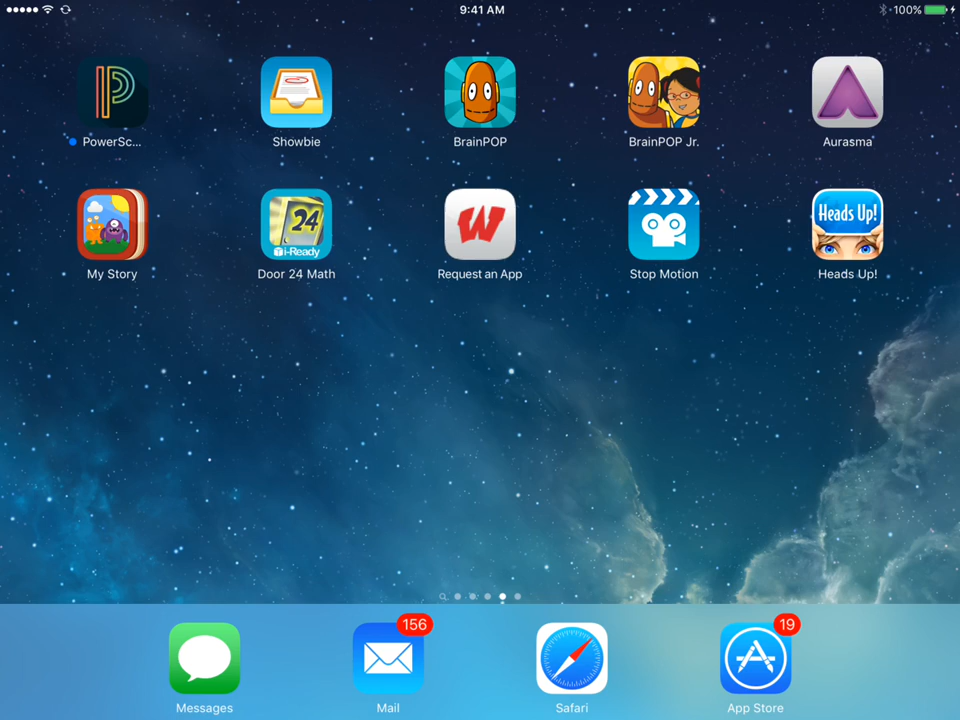 9:41 AM
100%
PowerSc...
Showbie
BrainPOP
BrainPOP Jr.
Aurasma
24
i-Ready
W
Heads Up!
My Story
Door 24 Math
Request an App
Stop Motion
Heads Up!
156
19
Messages
Mail
Safari
App Store